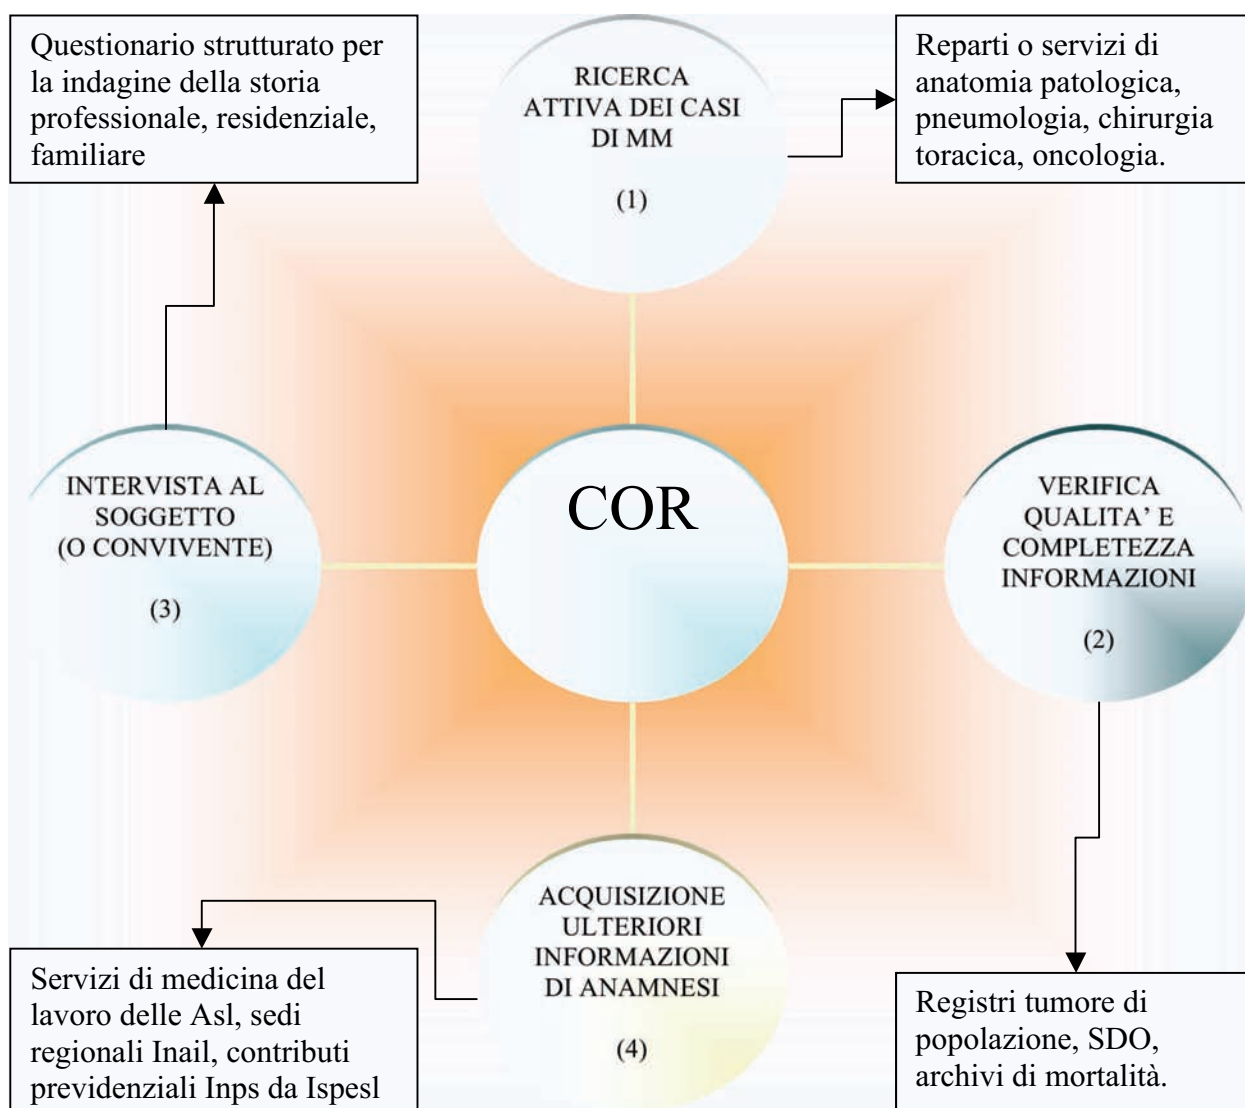 Questionario strutturato per
la indagine della storia
professionale, residenziale,
familiare
RICERCA
ATTIVA DEI CASI
DI MM
(1)
Reparti o servizi di
anatomia patologica,
pneumologia, chirurgia
toracica, oncologia.
INTERVISTA AL
SOGGETTO
(O CONVIVENTE)
(3)
COR
VERIFICA
QUALITA’ E
COMPLETEZZA
INFORMAZIONI
(2)
ACQUISIZIONE
ULTERIORI
INFORMAZIONI
DI ANAMNESI
(4)
Servizi di medicina del
lavoro delle Asl, sedi
regionali Inail, contributi
previdenziali Inps da Ispesl
Registri tumore di
popolazione, SDO,
archivi di mortalità.